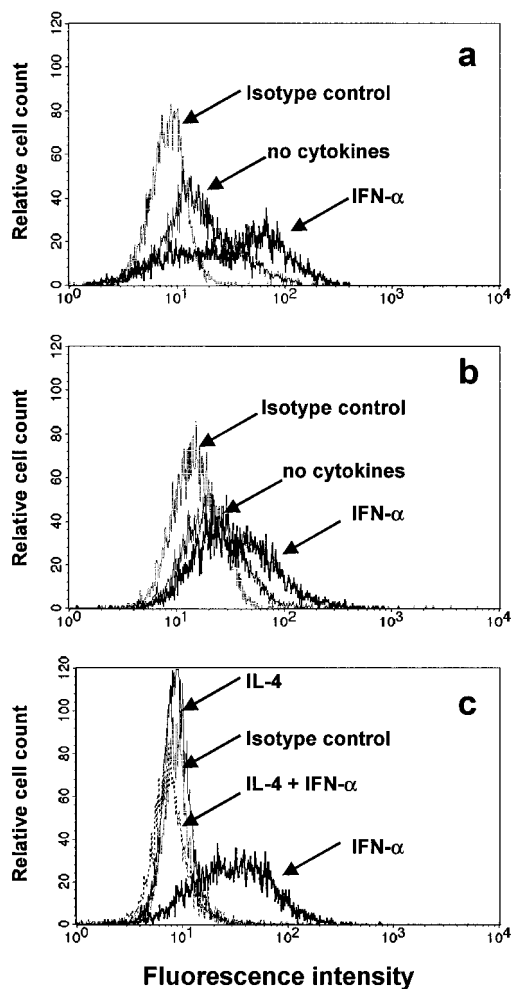 a
Relative cell count
120
100
80
60
40
20
0
Isotype control
no cytokines
IFN-α
10⁰ 10¹ 10² 10³ 10⁴
b
Relative cell count
120
100
80
60
40
20
0
Isotype control
no cytokines
IFN-α
10⁰ 10¹ 10² 10³ 10⁴
c
Relative cell count
120
100
80
60
40
20
0
IL-4
Isotype control
IL-4 + IFN-α
IFN-α
10⁰ 10¹ 10² 10³ 10⁴
Fluorescence intensity